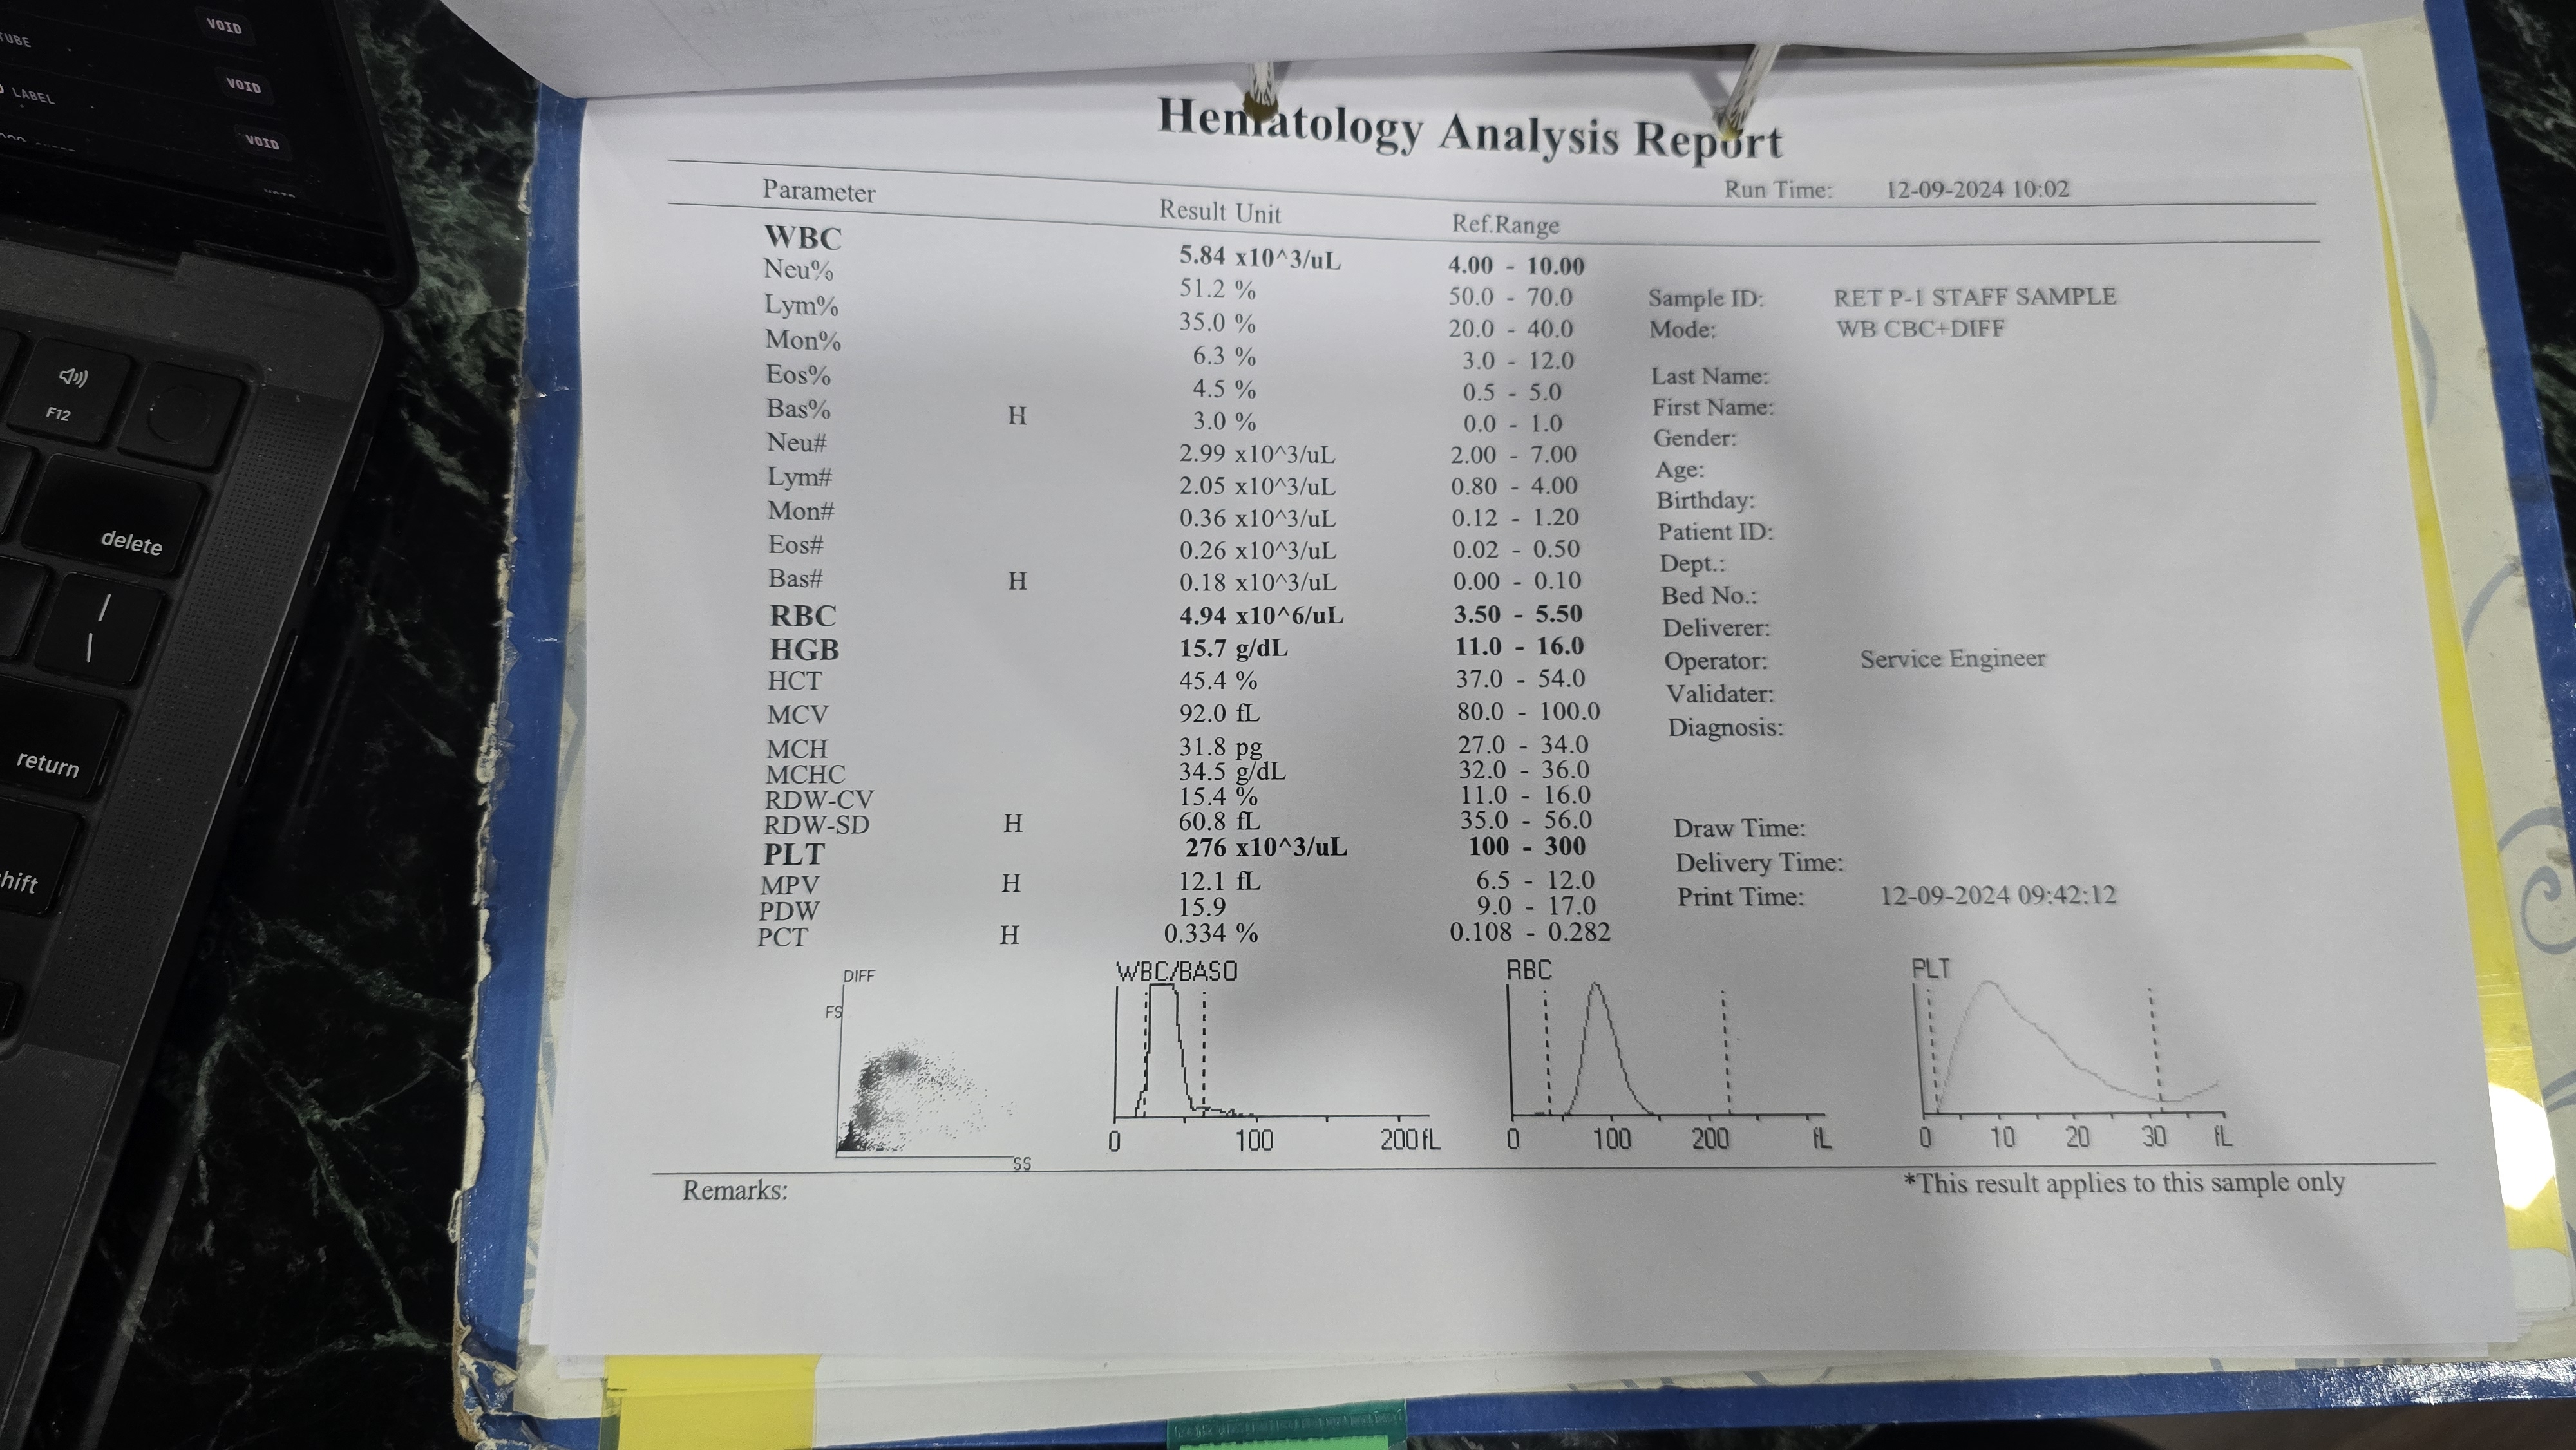 VOID
TUBE
VOID
LABEL
VOID
F12
delete
return
shift
Hematology Analysis Report
Run Time: 12-09-2024 10:02
Parameter Result Unit Ref.Range
WBC 5.84 x10^3/uL 4.00 - 10.00
Neu% 51.2 % 50.0 - 70.0
Lym% 35.0 % 20.0 - 40.0
Mon% 6.3 % 3.0 - 12.0
Eos% 4.5 % 0.5 - 5.0
Bas% H 3.0 % 0.0 - 1.0
Neu# 2.99 x10^3/uL 2.00 - 7.00
Lym# 2.05 x10^3/uL 0.80 - 4.00
Mon# 0.36 x10^3/uL 0.12 - 1.20
Eos# 0.26 x10^3/uL 0.02 - 0.50
Bas# H 0.18 x10^3/uL 0.00 - 0.10
RBC 4.94 x10^6/uL 3.50 - 5.50
HGB 15.7 g/dL 11.0 - 16.0
HCT 45.4 % 37.0 - 54.0
MCV 92.0 fL 80.0 - 100.0
MCH 31.8 pg 27.0 - 34.0
MCHC 34.5 g/dL 32.0 - 36.0
RDW-CV 15.4 % 11.0 - 16.0
RDW-SD H 60.8 fL 35.0 - 56.0
PLT 276 x10^3/uL 100 - 300
MPV H 12.1 fL 6.5 - 12.0
PDW 15.9 9.0 - 17.0
PCT H 0.334 % 0.108 - 0.282
Sample ID: RET P-1 STAFF SAMPLE
Mode: WB CBC+DIFF
Last Name:
First Name:
Gender:
Age:
Birthday:
Patient ID:
Dept.:
Bed No.:
Deliverer:
Operator: Service Engineer
Validater:
Diagnosis:
Draw Time:
Delivery Time:
Print Time: 12-09-2024 09:42:12
DIFF
FS
SS
WBC/BASO
0 100 200 fL
RBC
0 100 200 fL
PLT
0 10 20 30 fL
Remarks:
*This result applies to this sample only